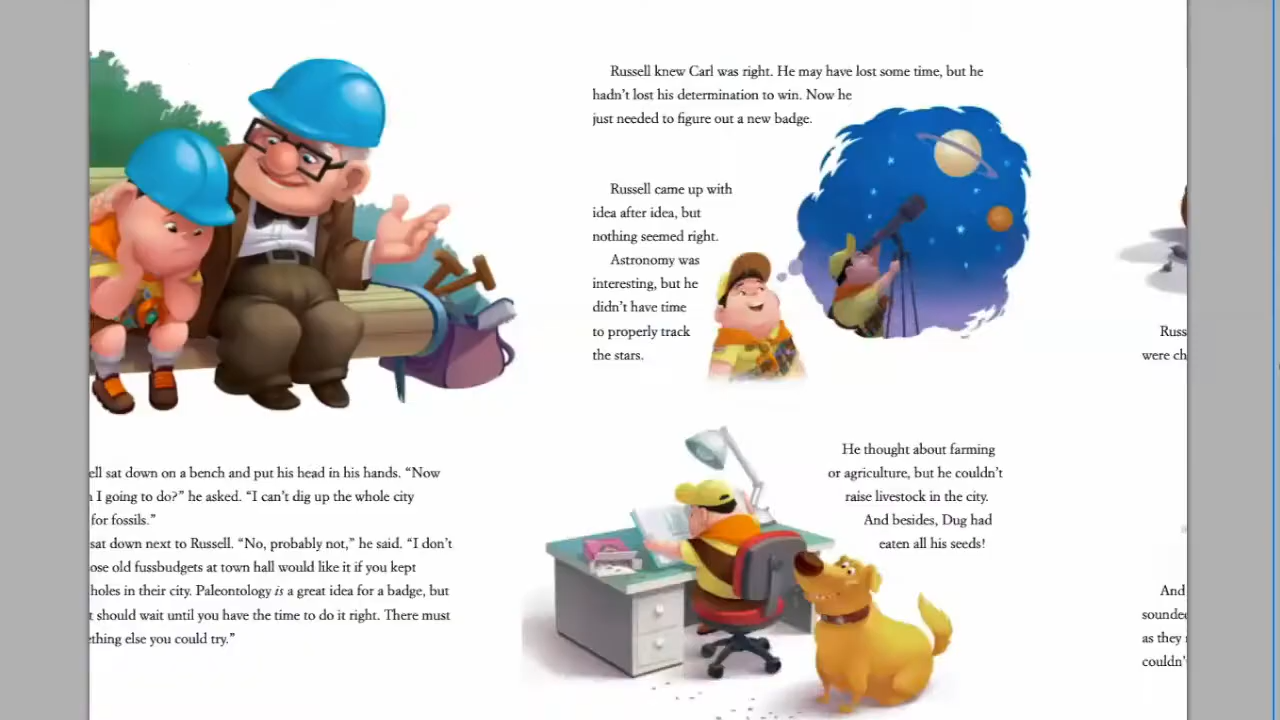 ell sat down on a bench and put his head in his hands. “Now
I going to do?” he asked. “I can’t dig up the whole city
for fossils.”
sat down next to Russell. “No, probably not,” he said. “I don’t
ose old fussbudgets at town hall would like it if you kept
holes in their city. Paleontology is a great idea for a badge, but
t should wait until you have the time to do it right. There must
ething else you could try.”
Russell knew Carl was right. He may have lost some time, but he
hadn’t lost his determination to win. Now he
just needed to figure out a new badge.
Russell came up with
idea after idea, but
nothing seemed right.
Astronomy was
interesting, but he
didn’t have time
to properly track
the stars.
He thought about farming
or agriculture, but he couldn’t
raise livestock in the city.
And besides, Dug had
eaten all his seeds!
Russ
were ch
And
sounded
as they
couldn’